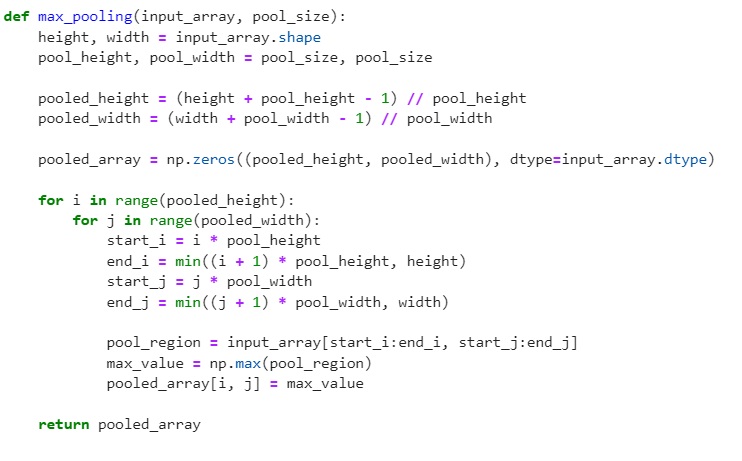 def max_pooling(input_array, pool_size):
    height, width = input_array.shape
    pool_height, pool_width = pool_size, pool_size

    pooled_height = (height + pool_height - 1) // pool_height
    pooled_width = (width + pool_width - 1) // pool_width

    pooled_array = np.zeros((pooled_height, pooled_width), dtype=input_array.dtype)

    for i in range(pooled_height):
        for j in range(pooled_width):
            start_i = i * pool_height
            end_i = min((i + 1) * pool_height, height)
            start_j = j * pool_width
            end_j = min((j + 1) * pool_width, width)

            pool_region = input_array[start_i:end_i, start_j:end_j]
            max_value = np.max(pool_region)
            pooled_array[i, j] = max_value

    return pooled_array